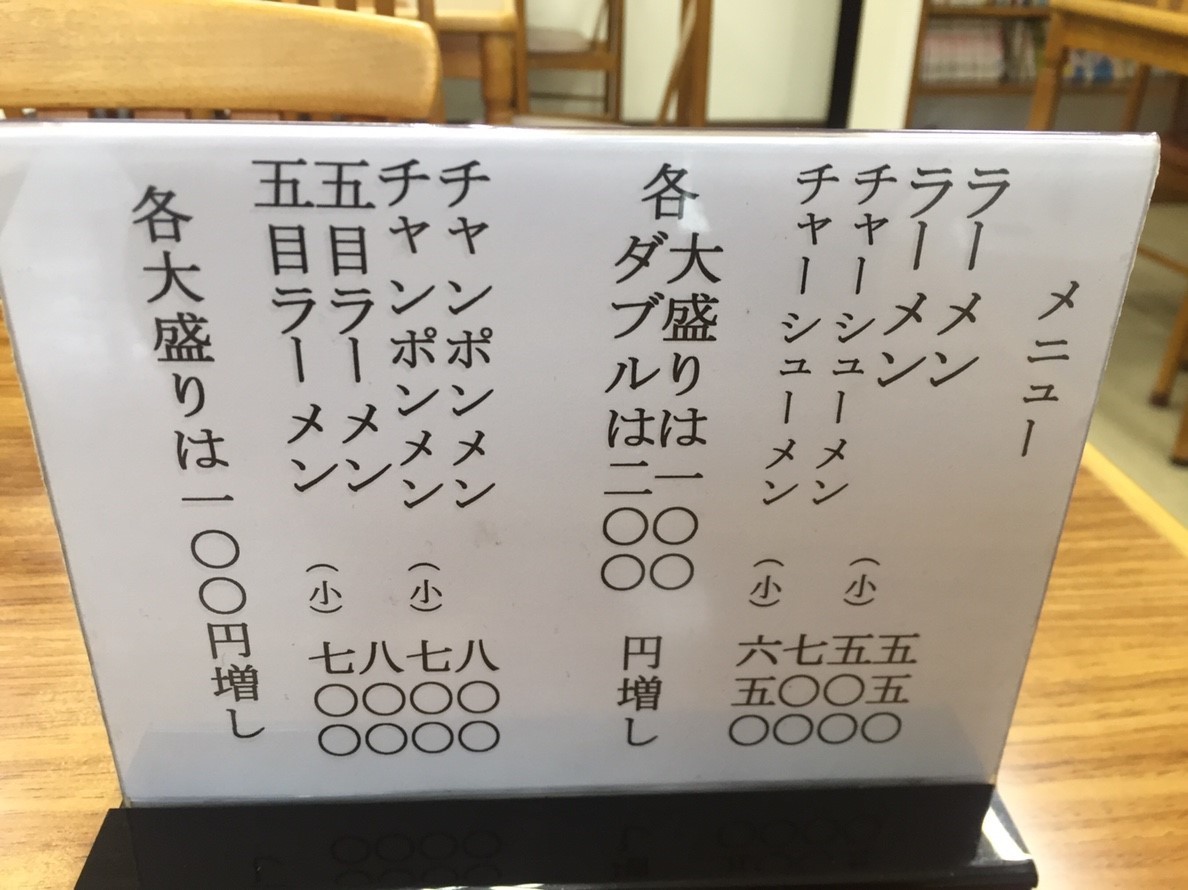 メニュー
ラーメン 五五〇
ラーメン (小) 五〇〇
チャーシューメン 七〇〇
チャーシューメン (小) 六五〇
各大盛りは一〇〇円増し
ダブルは二〇〇
チャンポンメン 八〇〇
チャンポンメン (小) 七〇〇
五目ラーメン 八〇〇
五目ラーメン (小) 七〇〇
各大盛りは一〇〇円増し